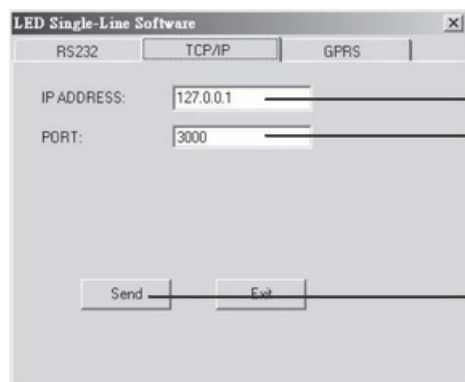 LED Single-Line Software
RS232 TCP/IP GPRS
IP ADDRESS: 127.0.0.1
PORT: 3000
Send Exit